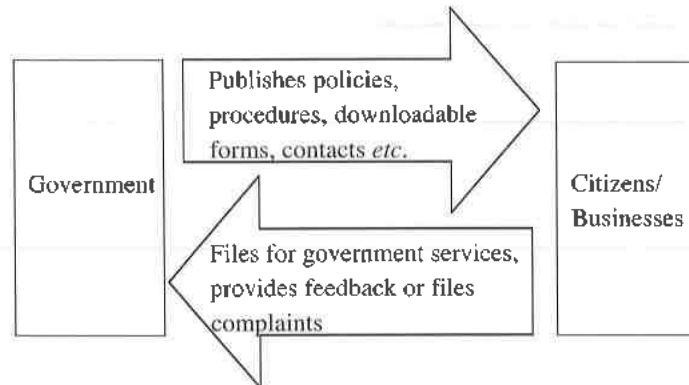 Publishes policies,
procedures, downloadable
forms, contacts etc.
Government
Citizens/
Businesses
Files for government services,
provides feedback or files
complaints